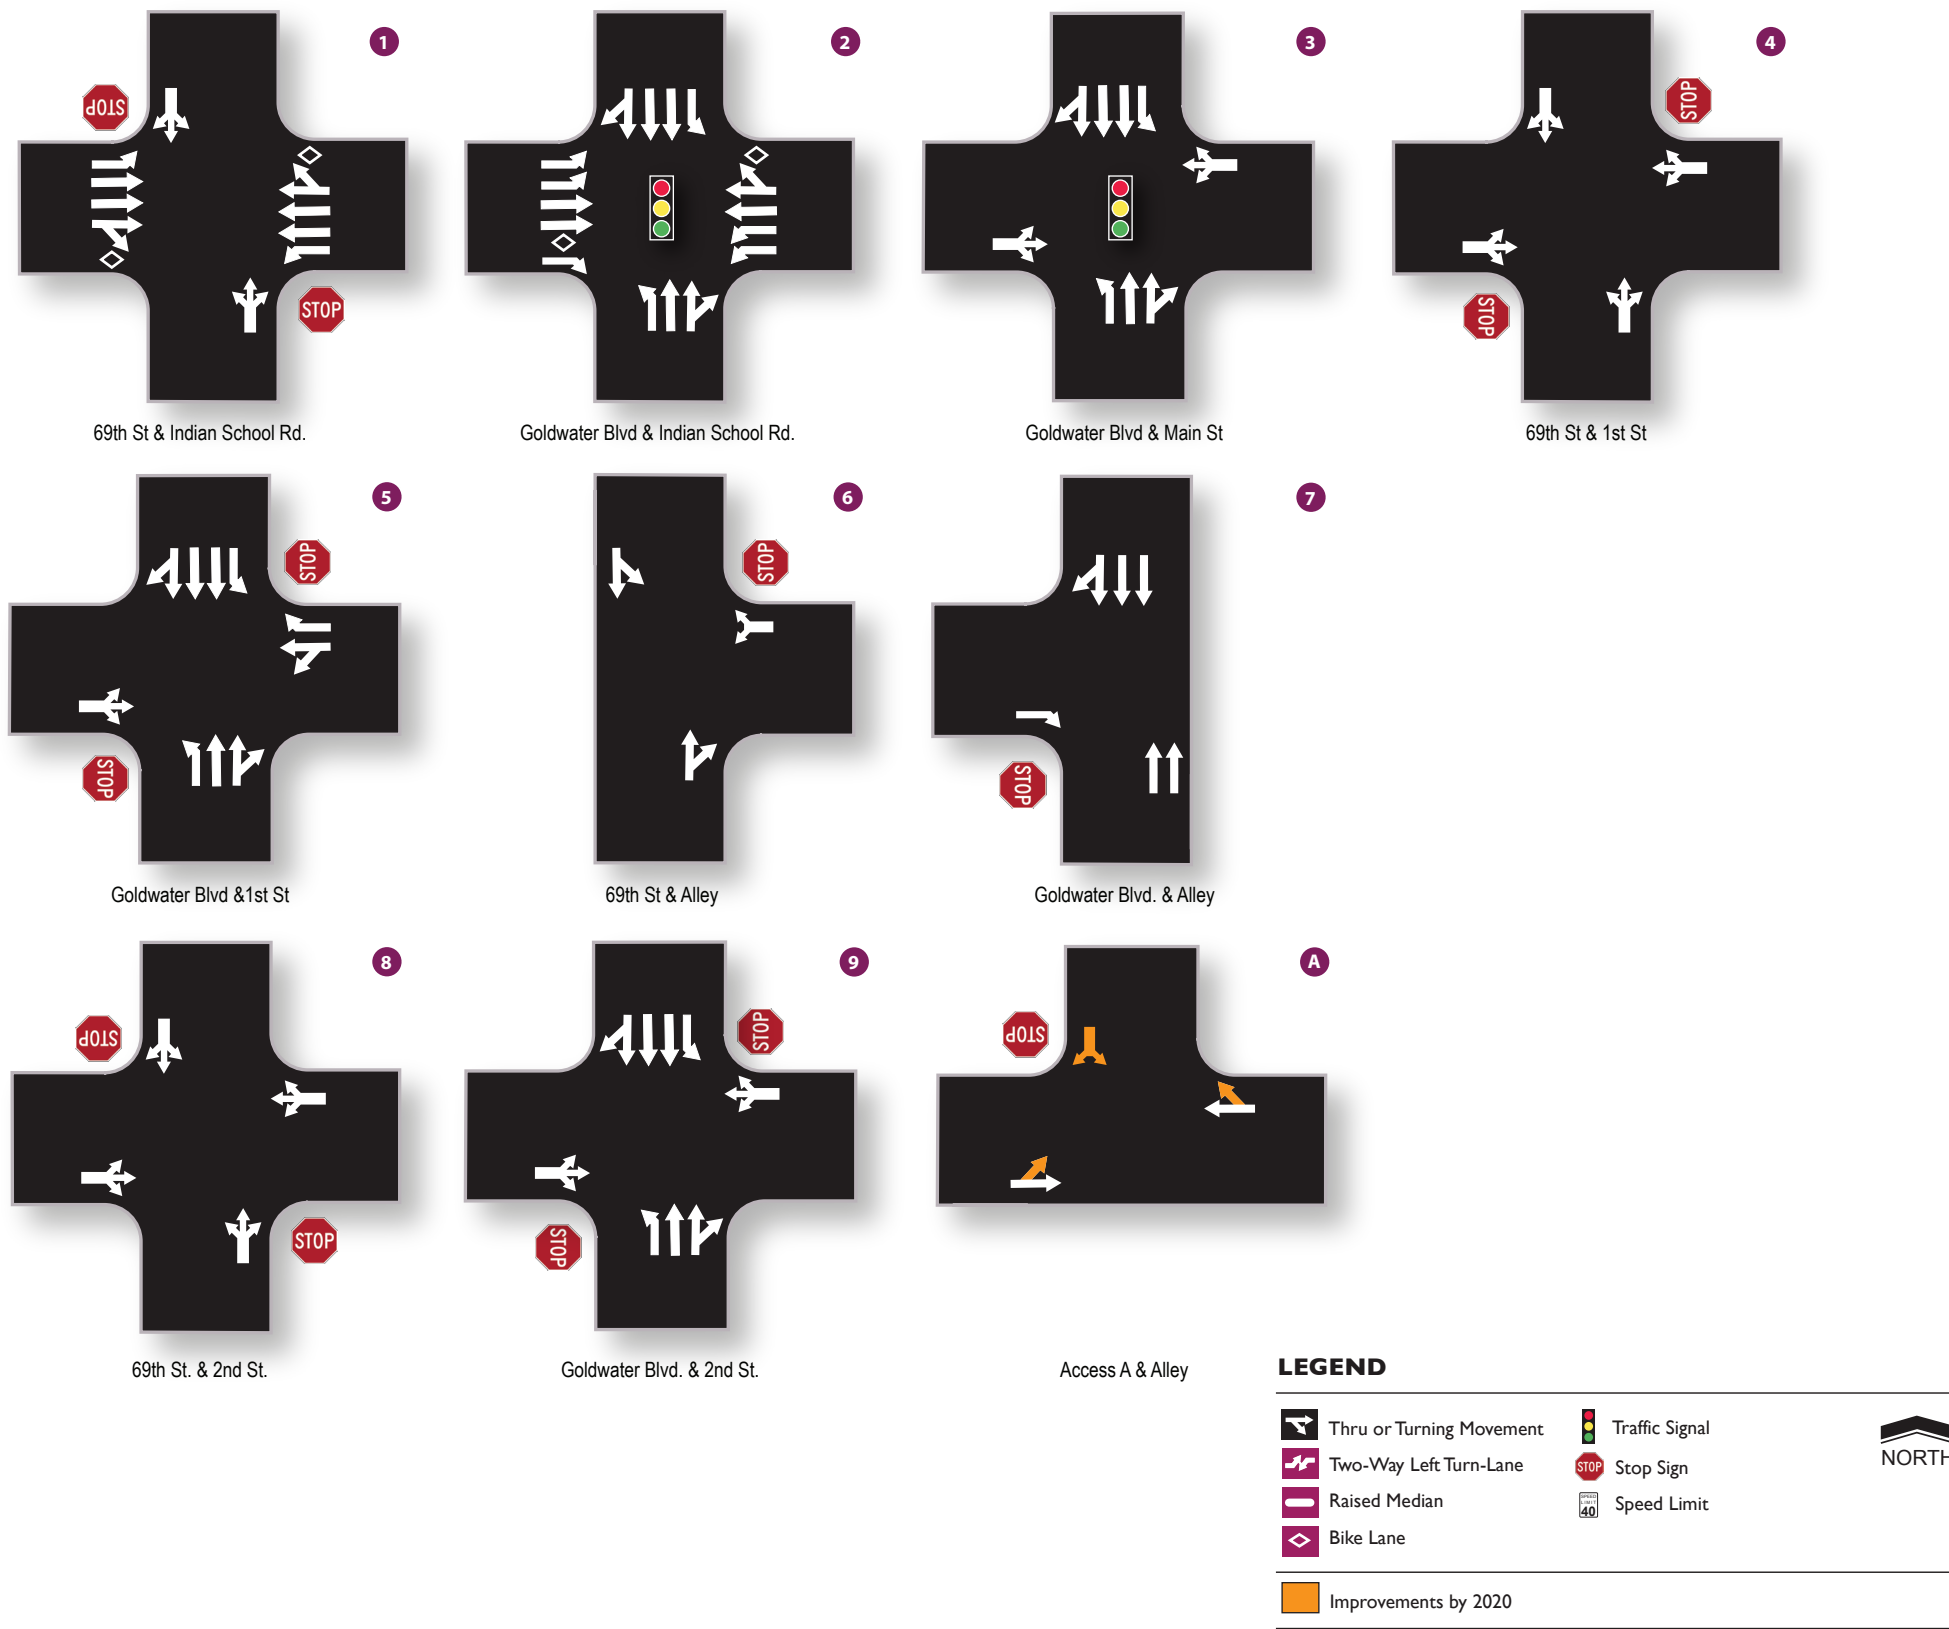 1
2
3
4
STOP
STOP
STOP
STOP
69th St & Indian School Rd.
Goldwater Blvd & Indian School Rd.
Goldwater Blvd & Main St
69th St & 1st St
5
6
7
STOP
STOP
STOP
STOP
Goldwater Blvd &1st St
69th St & Alley
Goldwater Blvd. & Alley
8
9
A
STOP
STOP
STOP
STOP
STOP
69th St. & 2nd St.
Goldwater Blvd. & 2nd St.
Access A & Alley
LEGEND
Thru or Turning Movement
Two-Way Left Turn-Lane
Raised Median
Bike Lane
Traffic Signal
STOP Stop Sign
SPEED
LIMIT
40
Speed Limit
NORTH
Improvements by 2020